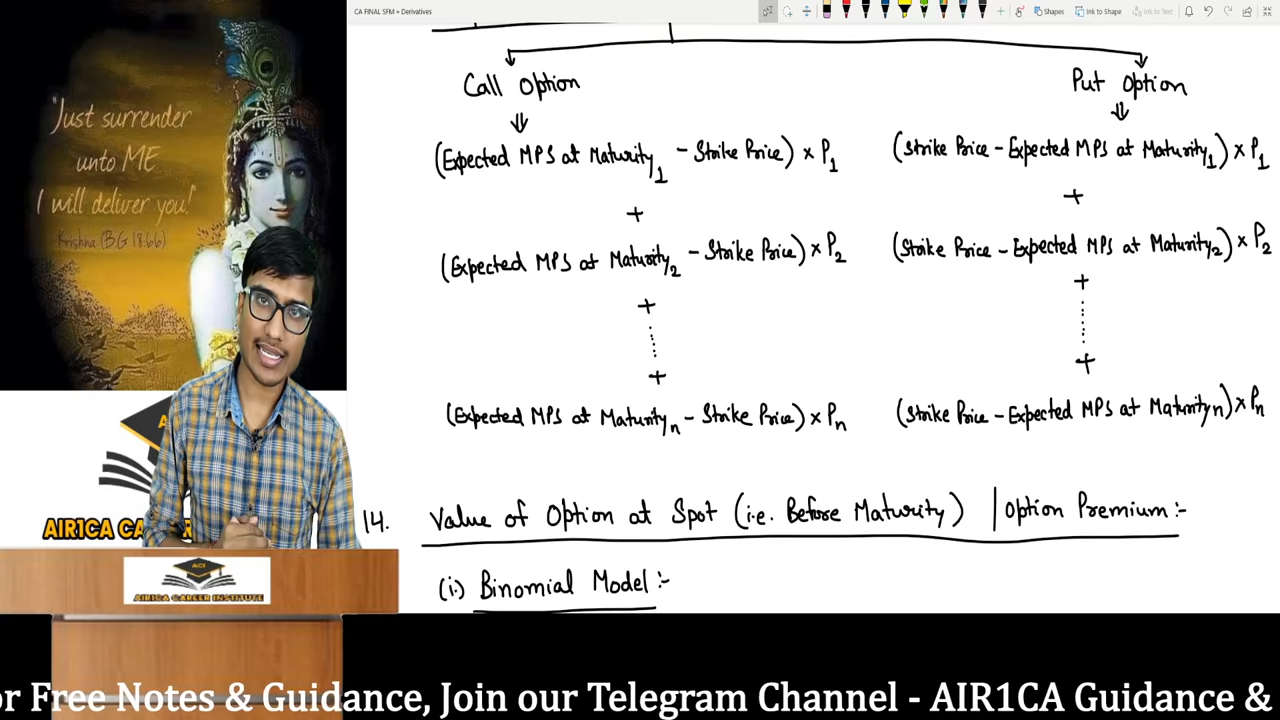 CA FINAL SFM » Derivatives
Shapes
Ink to Shape
Ink to Text
"Just surrender
unto ME
I will deliver you!"
Krishna (BG 18:66)
Call Option
Put Option
(Expected MPS at Maturity1 - Strike Price) × P1
(Strike Price - Expected MPS at Maturity1) × P1
+
+
(Expected MPS at Maturity2 - Strike Price) × P2
(Strike Price - Expected MPS at Maturity2) × P2
+
+
+
+
(Expected MPS at Maturityn - Strike Price) × Pn
(Strike Price - Expected MPS at Maturityn) × Pn
14. Value of Option at Spot (i.e. Before Maturity) | Option Premium :-
(i.) Binomial Model :-
AIR1CA CA
ACI
AIR1CA CAREER INSTITUTE
or Free Notes & Guidance, Join our Telegram Channel - AIR1CA Guidance &